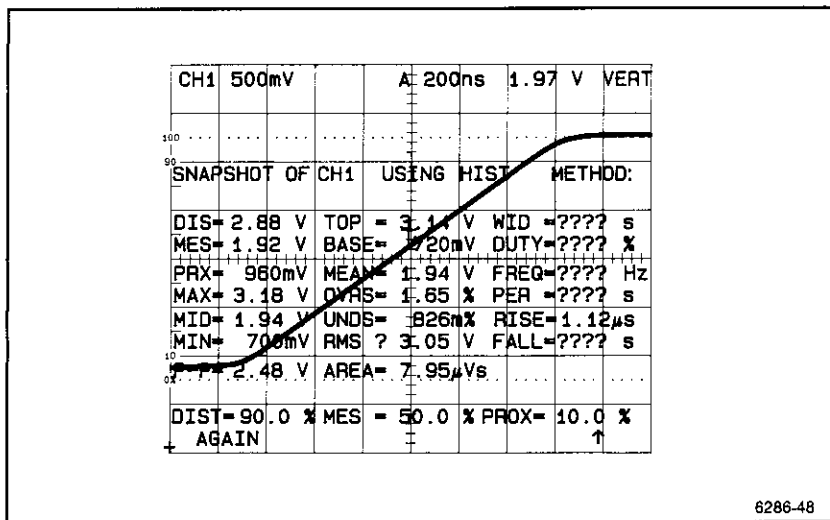 CH1 500mV A 200ns 1.97 V VERT
100
90
SNAPSHOT OF CH1 USING HIST METHOD:
DIS= 2.88 V TOP = 3.14 V WID =???? s
MES= 1.92 V BASE= 720mV DUTY=???? %
PRX= 960mV MEAN= 1.94 V FREQ=???? Hz
MAX= 3.18 V OVRS= 1.65 % PER =???? s
MID= 1.94 V UNDS= 826m% RISE=1.12µs
MIN= 700mV RMS ? 3.05 V FALL=???? s
10
P-P= 2.48 V AREA= 7.95µVs
0%
DIST= 90.0 % MES = 50.0 % PROX= 10.0 %
AGAIN ↑
6286-48